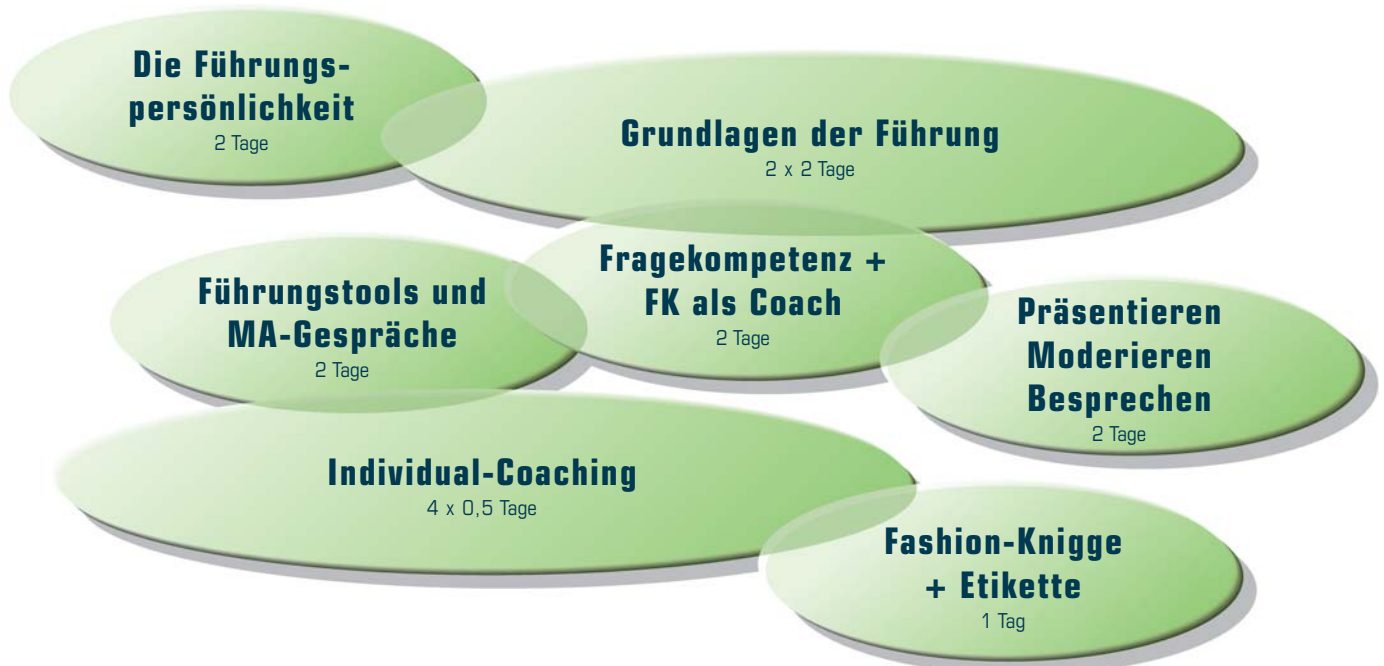 Die Führungs-
persönlichkeit
2 Tage
Grundlagen der Führung
2 x 2 Tage
Führungstools und
MA-Gespräche
2 Tage
Fragekompetenz +
FK als Coach
2 Tage
Präsentieren
Moderieren
Besprechen
2 Tage
Individual-Coaching
4 x 0,5 Tage
Fashion-Knigge
+ Etikette
1 Tag